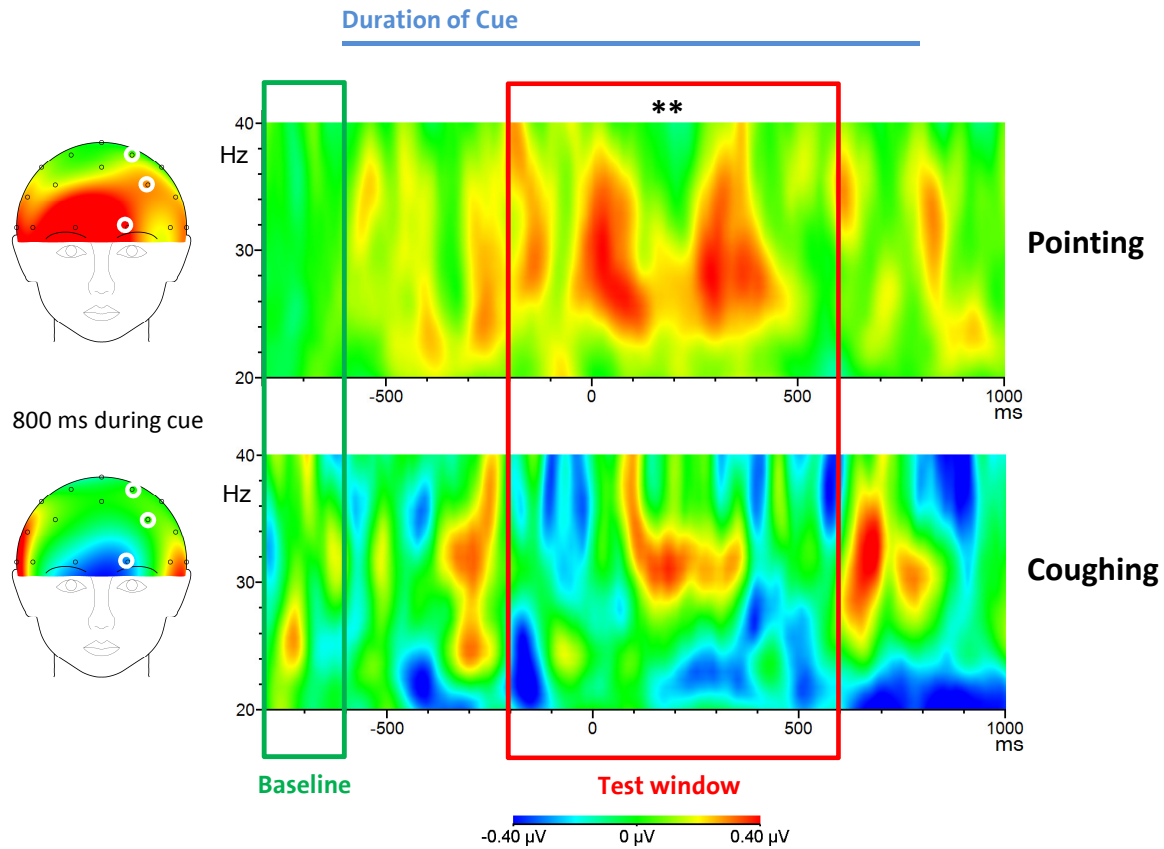 Duration of Cue
**
40
Hz
30
20
-500
0
500
1000
ms
Pointing
800 ms during cue
40
Hz
30
20
-500
0
500
1000
ms
Coughing
Baseline
Test window
-0.40 µV
0 µV
0.40 µV